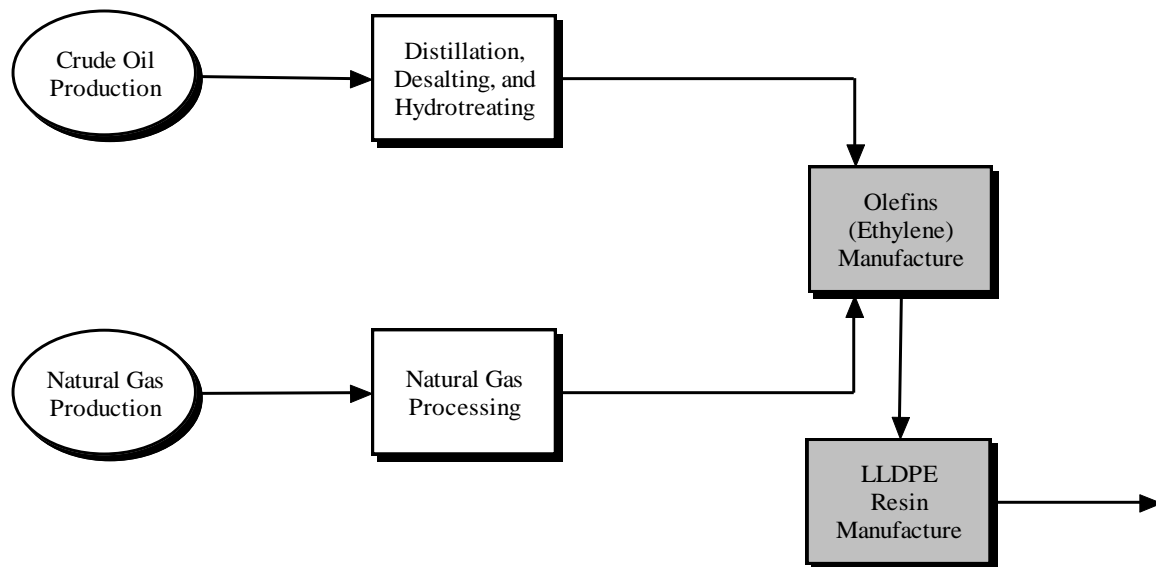 Crude Oil
Production
Distillation,
Desalting, and
Hydrotreating
Olefins
(Ethylene)
Manufacture
Natural Gas
Production
Natural Gas
Processing
LLDPE
Resin
Manufacture